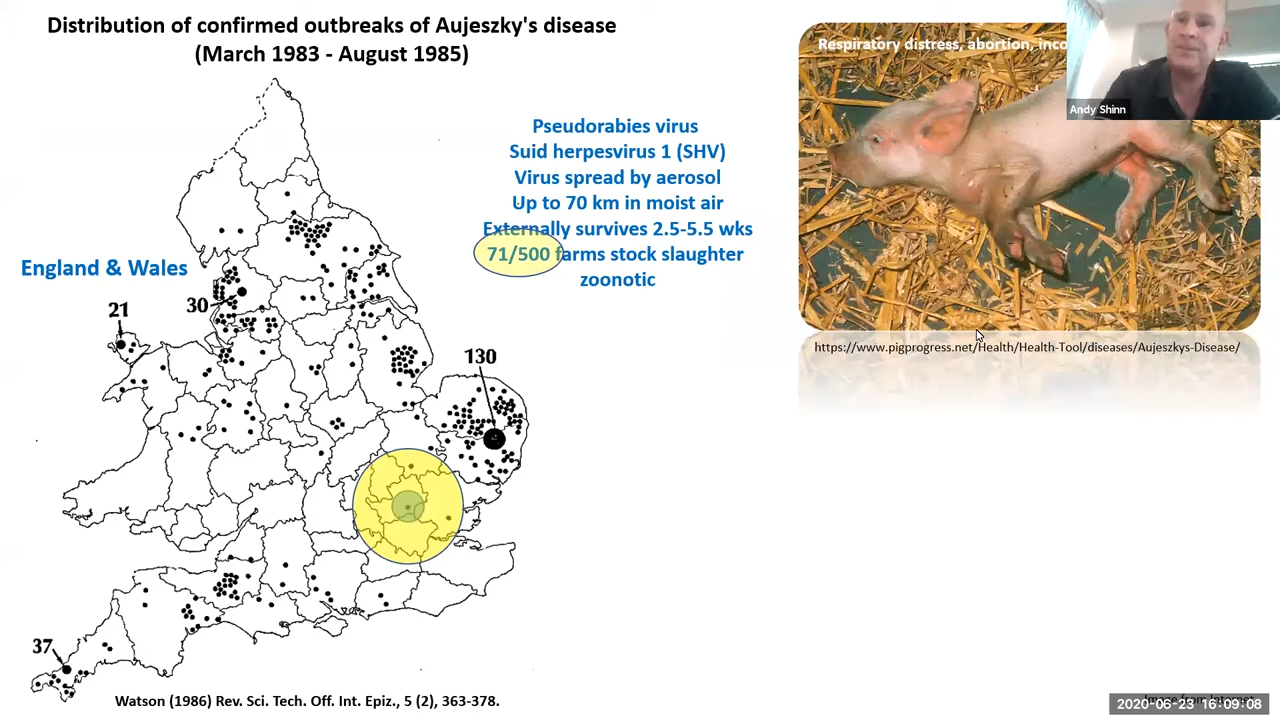 Distribution of confirmed outbreaks of Aujeszky's disease
(March 1983 - August 1985)
Pseudorabies virus
Suid herpesvirus 1 (SHV)
Virus spread by aerosol
Up to 70 km in moist air
Externally survives 2.5-5.5 wks
71/500 farms stock slaughter
zoonotic
England & Wales
21
30
130
37
Watson (1986) Rev. Sci. Tech. Off. Int. Epiz., 5 (2), 363-378.
Respiratory distress, abortion,
Andy Shinn
https://www.pigprogress.net/Health/Health-Tool/diseases/Aujeszkys-Disease/
Image from Internet
2020-06-23 16:09:08